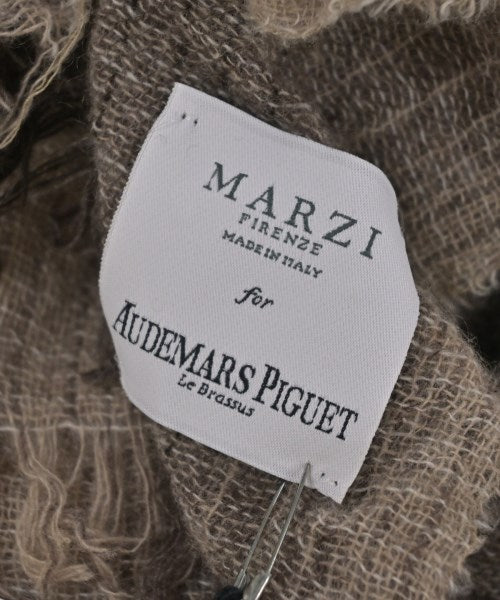 MARZI
FIRENZE
MADE IN ITALY
for
AUDEMARS PIGUET
Le Brassus